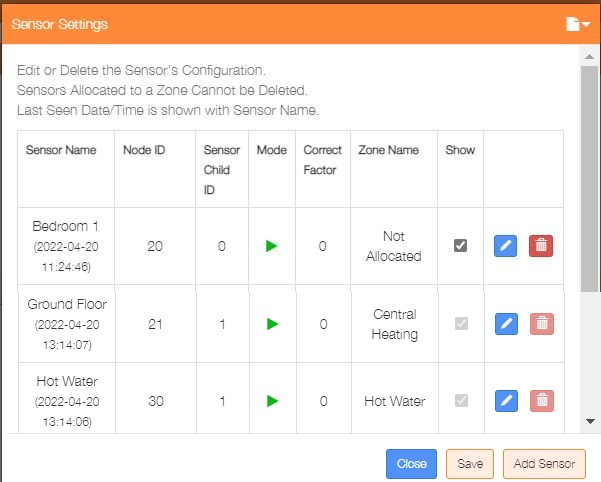 Sensor Settings
Edit or Delete the Sensor's Configuration.
Sensors Allocated to a Zone Cannot be Deleted.
Last Seen Date/Time is shown with Sensor Name.
Sensor Name Node ID Sensor Child ID Mode Correct Factor Zone Name Show
Bedroom 1
(2022-04-20
11:24:46)
20 0 0 Not Allocated
Ground Floor
(2022-04-20
13:14:07)
21 1 0 Central Heating
Hot Water
(2022-04-20
13:14:06)
30 1 0 Hot Water
Close Save Add Sensor